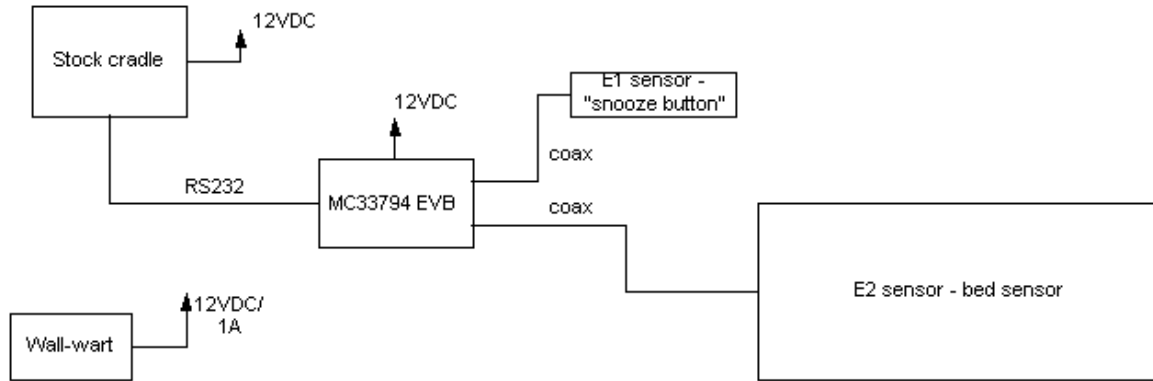 12VDC
Stock cradle
E1 sensor -
"snooze button"
12VDC
coax
RS232
MC33794 EVB
coax
E2 sensor - bed sensor
12VDC/
1A
Wall-wart